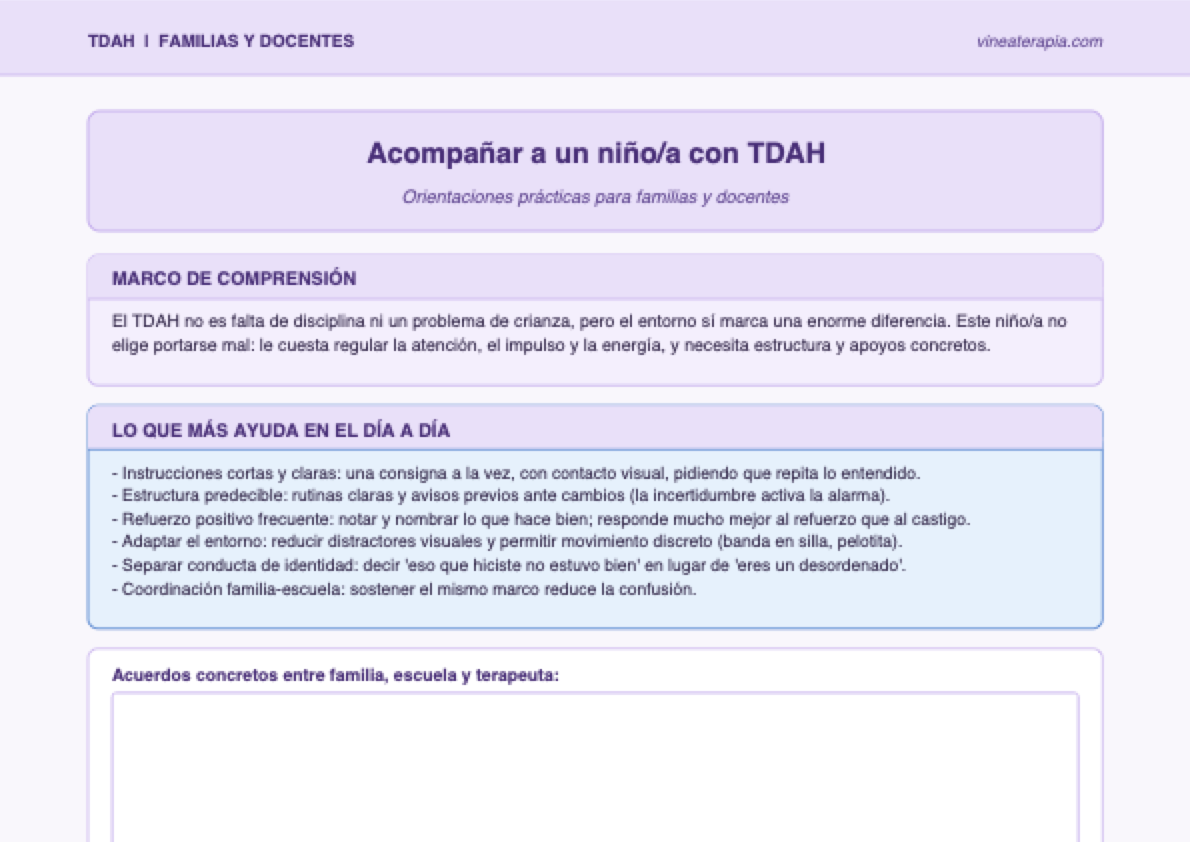 TDAH | FAMILIAS Y DOCENTES
vineaterapia.com
Acompañar a un niño/a con TDAH
Orientaciones prácticas para familias y docentes
MARCO DE COMPRENSIÓN
El TDAH no es falta de disciplina ni un problema de crianza, pero el entorno sí marca una enorme diferencia. Este niño/a no
elige portarse mal: le cuesta regular la atención, el impulso y la energía, y necesita estructura y apoyos concretos.
LO QUE MÁS AYUDA EN EL DÍA A DÍA
- Instrucciones cortas y claras: una consigna a la vez, con contacto visual, pidiendo que repita lo entendido.
- Estructura predecible: rutinas claras y avisos previos ante cambios (la incertidumbre activa la alarma).
- Refuerzo positivo frecuente: notar y nombrar lo que hace bien; responde mucho mejor al refuerzo que al castigo.
- Adaptar el entorno: reducir distractores visuales y permitir movimiento discreto (banda en silla, pelotita).
- Separar conducta de identidad: decir 'eso que hiciste no estuvo bien' en lugar de 'eres un desordenado'.
- Coordinación familia-escuela: sostener el mismo marco reduce la confusión.
Acuerdos concretos entre familia, escuela y terapeuta: